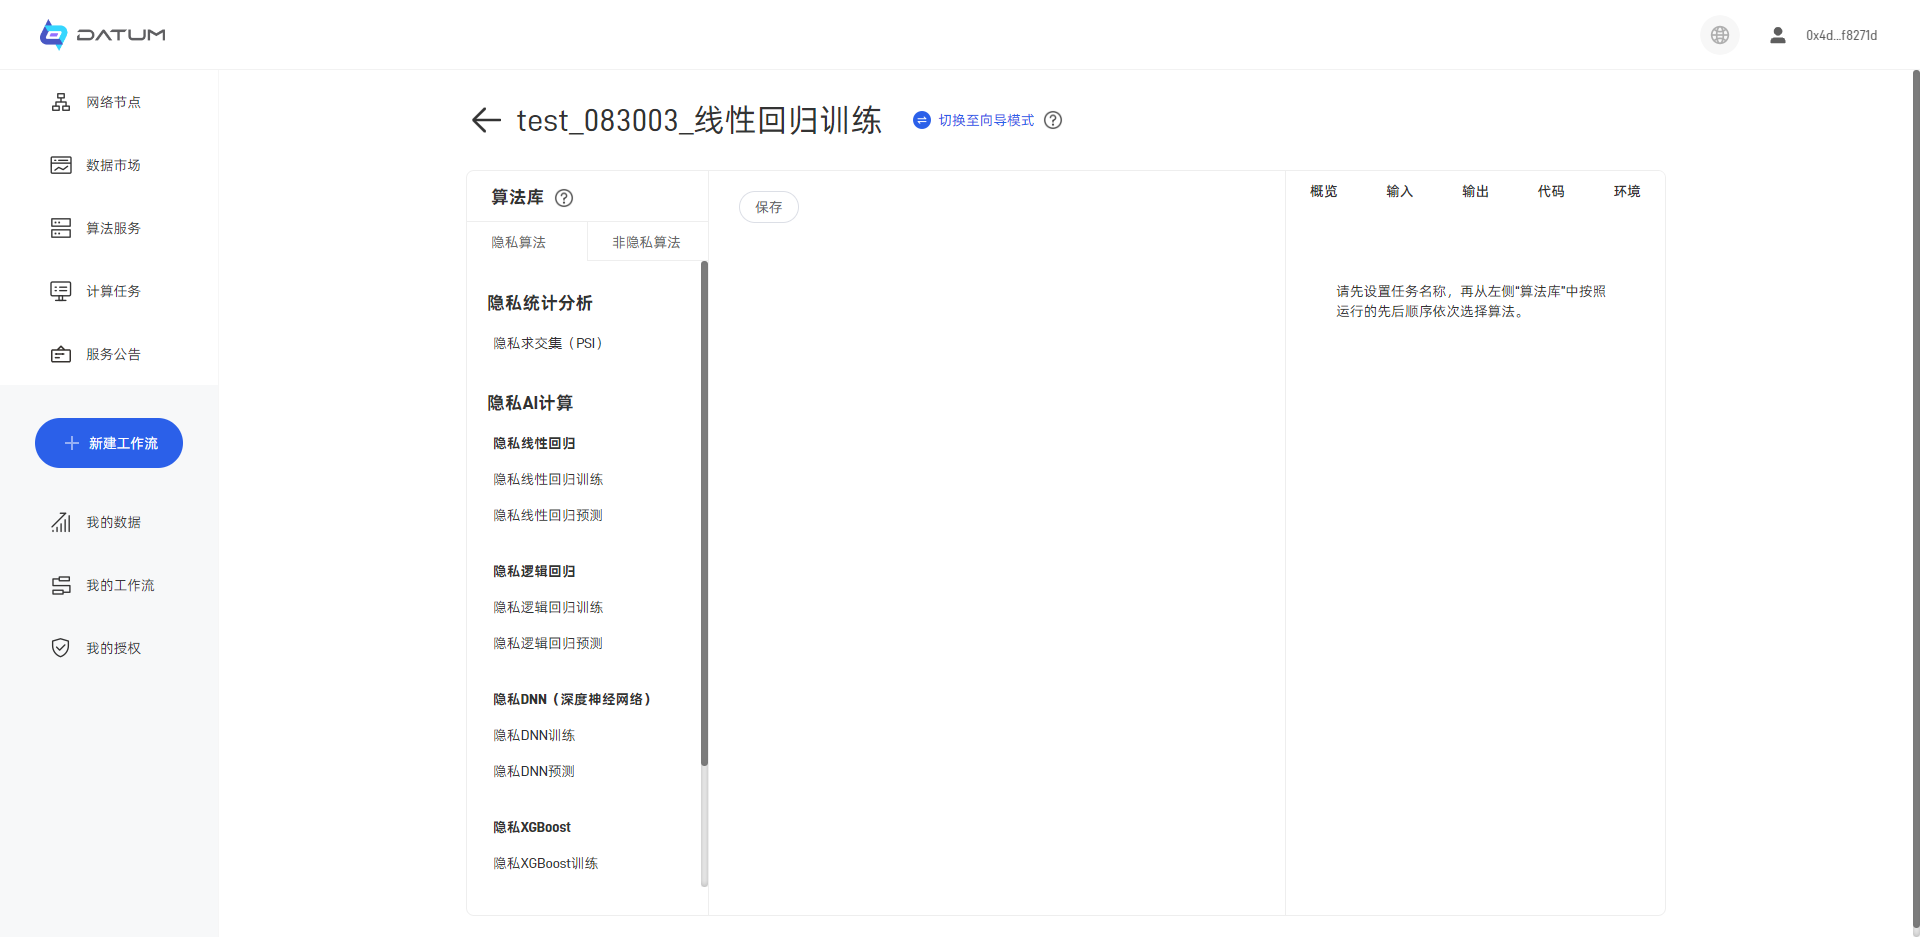 DATUM
0x4d...f8271d
网络节点
数据市场
算法服务
计算任务
服务公告
新建工作流
我的数据
我的工作流
我的授权
test_083003_线性回归训练
切换至向导模式
算法库
隐私算法
非隐私算法
隐私统计分析
隐私求交集（PSI）
隐私AI计算
隐私线性回归
隐私线性回归训练
隐私线性回归预测
隐私逻辑回归
隐私逻辑回归训练
隐私逻辑回归预测
隐私DNN（深度神经网络）
隐私DNN训练
隐私DNN预测
隐私XGBoost
隐私XGBoost训练
保存
概览 输入 输出 代码 环境
请先设置任务名称，再从左侧"算法库"中按照
运行的先后顺序依次选择算法。